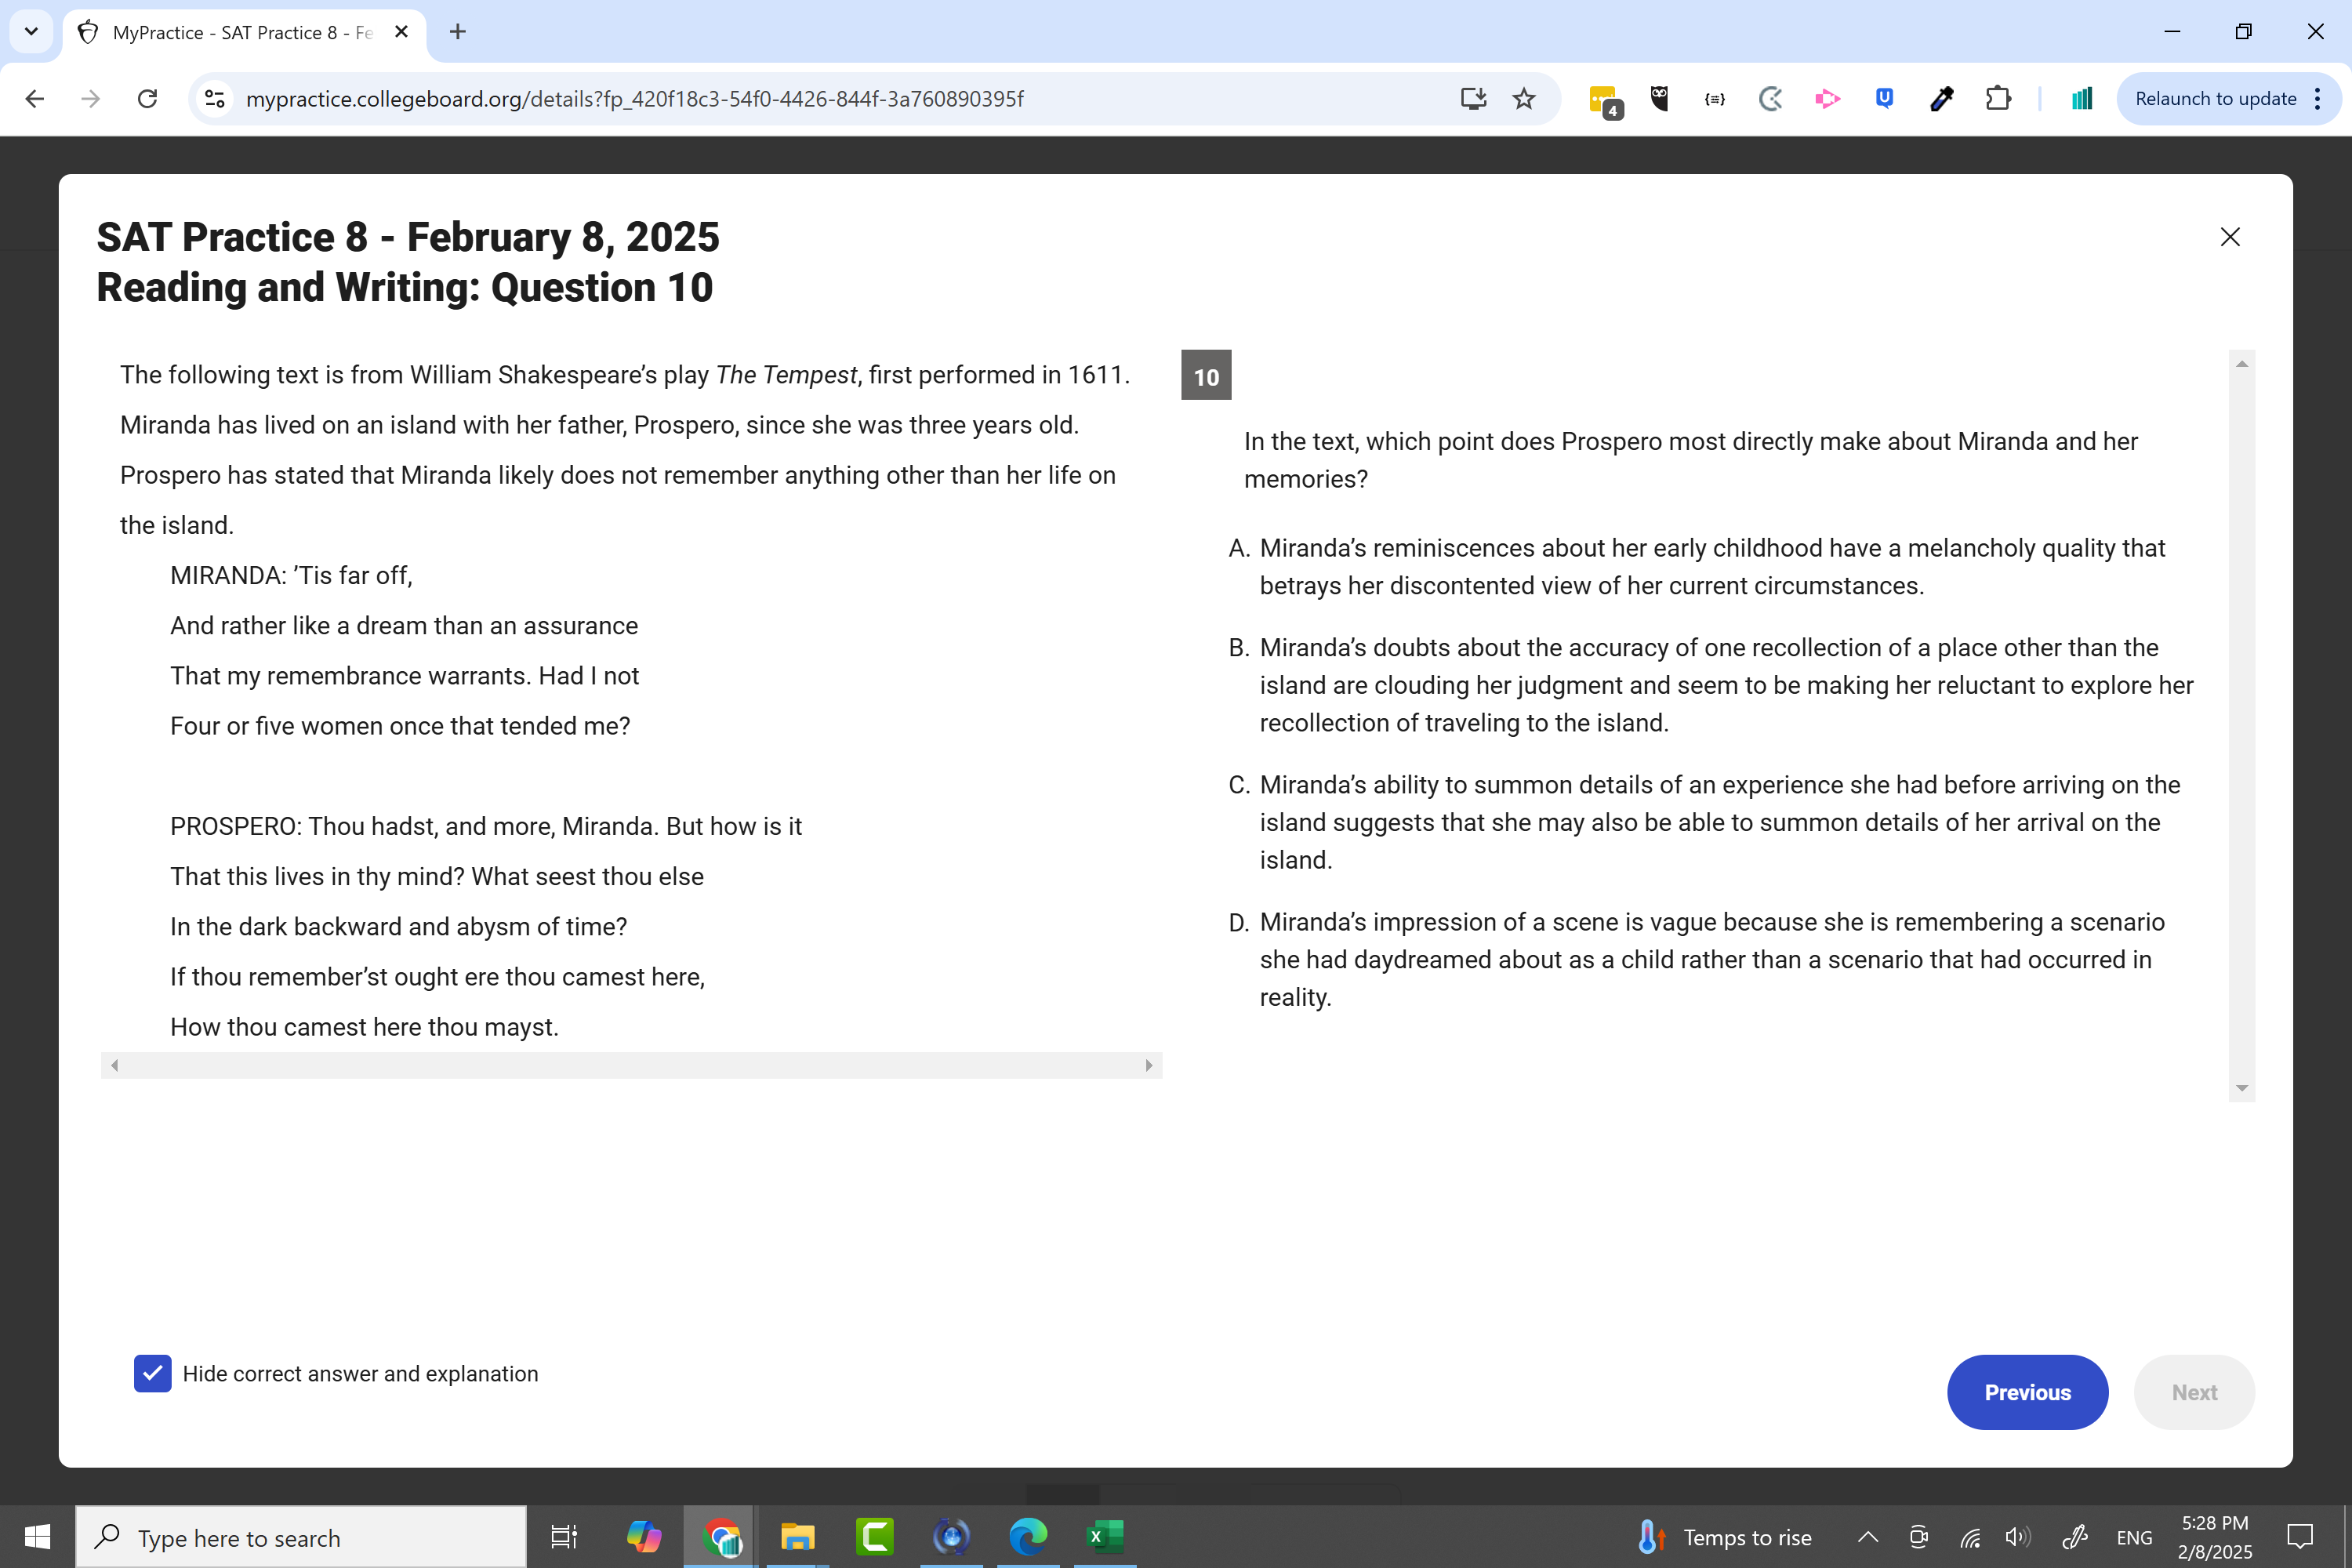 MyPractice - SAT Practice 8 - Fe
mypractice.collegeboard.org/details?fp_420f18c3-54f0-4426-844f-3a760890395f
4
Relaunch to update
SAT Practice 8 - February 8, 2025
Reading and Writing: Question 10
The following text is from William Shakespeare’s play The Tempest, first performed in 1611.
Miranda has lived on an island with her father, Prospero, since she was three years old.
Prospero has stated that Miranda likely does not remember anything other than her life on
the island.
MIRANDA: ’Tis far off,
And rather like a dream than an assurance
That my remembrance warrants. Had I not
Four or five women once that tended me?
PROSPERO: Thou hadst, and more, Miranda. But how is it
That this lives in thy mind? What seest thou else
In the dark backward and abysm of time?
If thou remember’st ought ere thou camest here,
How thou camest here thou mayst.
10
In the text, which point does Prospero most directly make about Miranda and her
memories?
A. Miranda’s reminiscences about her early childhood have a melancholy quality that
betrays her discontented view of her current circumstances.
B. Miranda’s doubts about the accuracy of one recollection of a place other than the
island are clouding her judgment and seem to be making her reluctant to explore her
recollection of traveling to the island.
C. Miranda’s ability to summon details of an experience she had before arriving on the
island suggests that she may also be able to summon details of her arrival on the
island.
D. Miranda’s impression of a scene is vague because she is remembering a scenario
she had daydreamed about as a child rather than a scenario that had occurred in
reality.
Hide correct answer and explanation
Previous
Next
Type here to search
Temps to rise
ENG
5:28 PM
2/8/2025